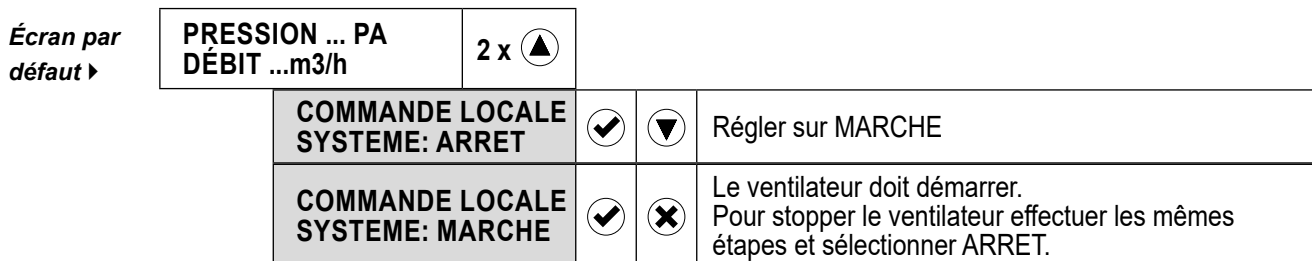 Écran par
défaut
PRESSION ... PA
DÉBIT ...m3/h
2 x
COMMANDE LOCALE
SYSTEME: ARRET
Régler sur MARCHE
COMMANDE LOCALE
SYSTEME: MARCHE
Le ventilateur doit démarrer.
Pour stopper le ventilateur effectuer les mêmes
étapes et sélectionner ARRET.